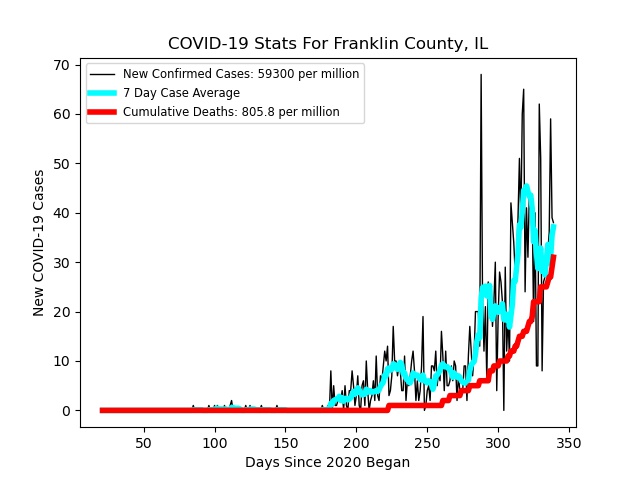 COVID-19 Stats For Franklin County, IL
New Confirmed Cases: 59300 per million
7 Day Case Average
Cumulative Deaths: 805.8 per million
New COVID-19 Cases
70
60
50
40
30
20
10
0
50 100 150 200 250 300 350
Days Since 2020 Began